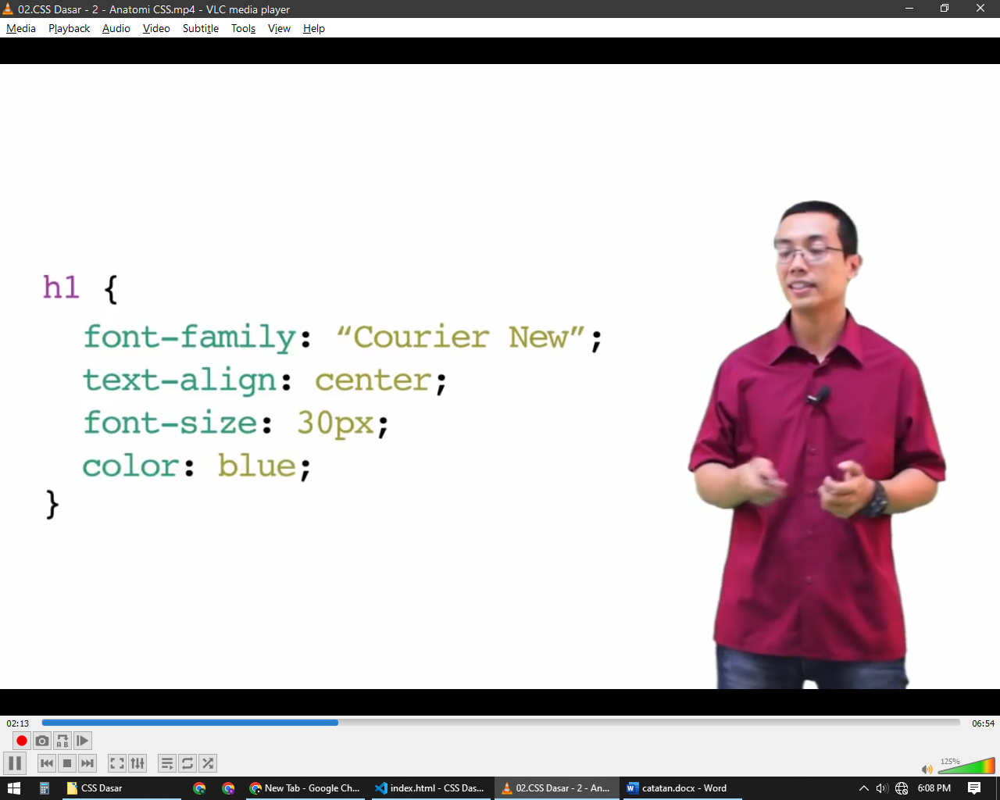 02.CSS Dasar - 2 - Anatomi CSS.mp4 - VLC media player
Media Playback Audio Video Subtitle Tools View Help
h1 {
font-family: “Courier New”;
text-align: center;
font-size: 30px;
color: blue;
}
02:13
06:54
A B
125%
CSS Dasar
New Tab - Google Ch...
index.html - CSS Das...
02.CSS Dasar - 2 - An...
catatan.docx - Word
6:08 PM